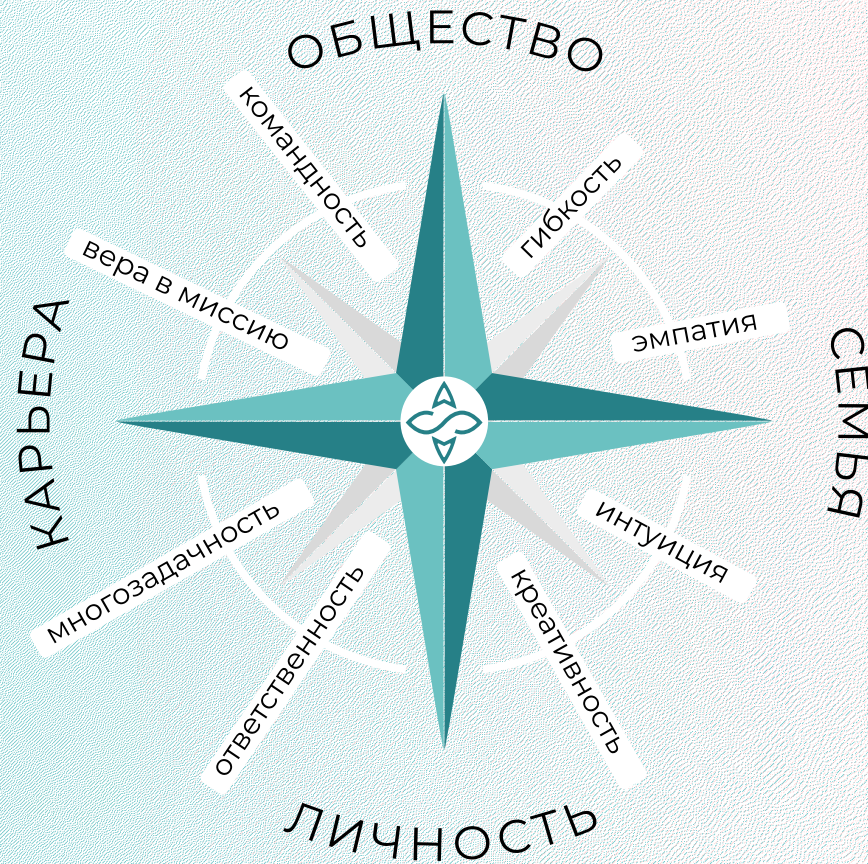 ОБЩЕСТВО
командность
гибкость
вера в миссию
эмпатия
КАРЬЕРА
СЕМЬЯ
многозадачность
интуиция
ответственность
креативность
ЛИЧНОСТЬ